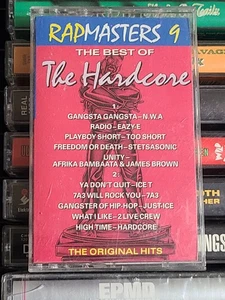 RAPMASTERS 9
THE BEST OF
The Hardcore
1:
GANGSTA GANGSTA – N.W.A
RADIO – EAZY-E
PLAYBOY SHORT – TOO SHORT
FREEDOM OR DEATH – STETSASONIC
UNITY –
AFRIKA BAMBAATA & JAMES BROWN
2:
YA DON'T QUIT – ICE T
7A3 WILL ROCK YOU – 7A3
GANGSTER OF HIP-HOP – JUST-ICE
WHAT I LIKE – 2 LIVE CREW
HIGH TIME – HARDCORE
THE ORIGINAL HITS
EPMD